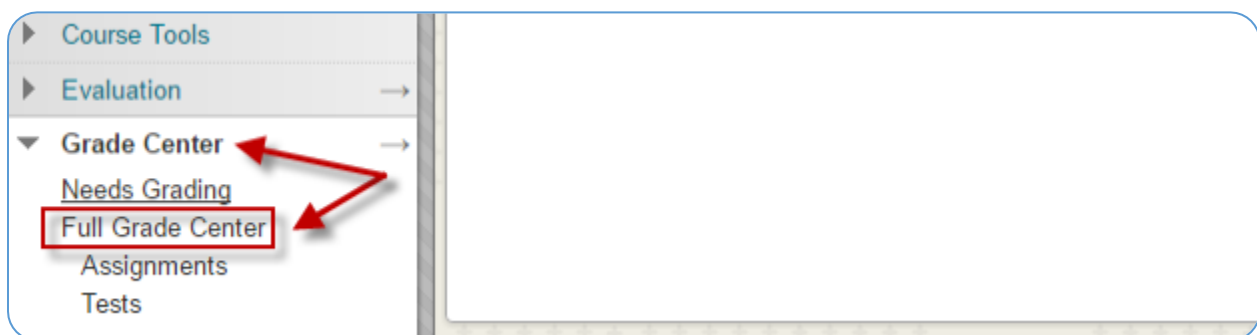 Course Tools
Evaluation
Grade Center
Needs Grading
Full Grade Center
Assignments
Tests